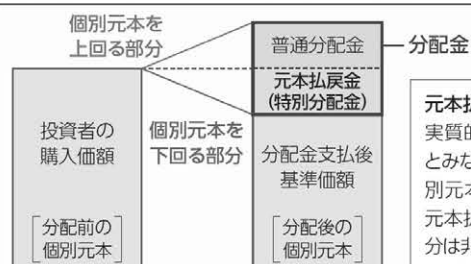 個別元本を
上回る部分
普通分配金
分配金
元本払戻金
(特別分配金)
投資者の
購入価額
個別元本を
下回る部分
分配金支払後
基準価額
分配前の
個別元本
分配後の
個別元本
元本払
実質的
とみな
別元本
元本払
分は非